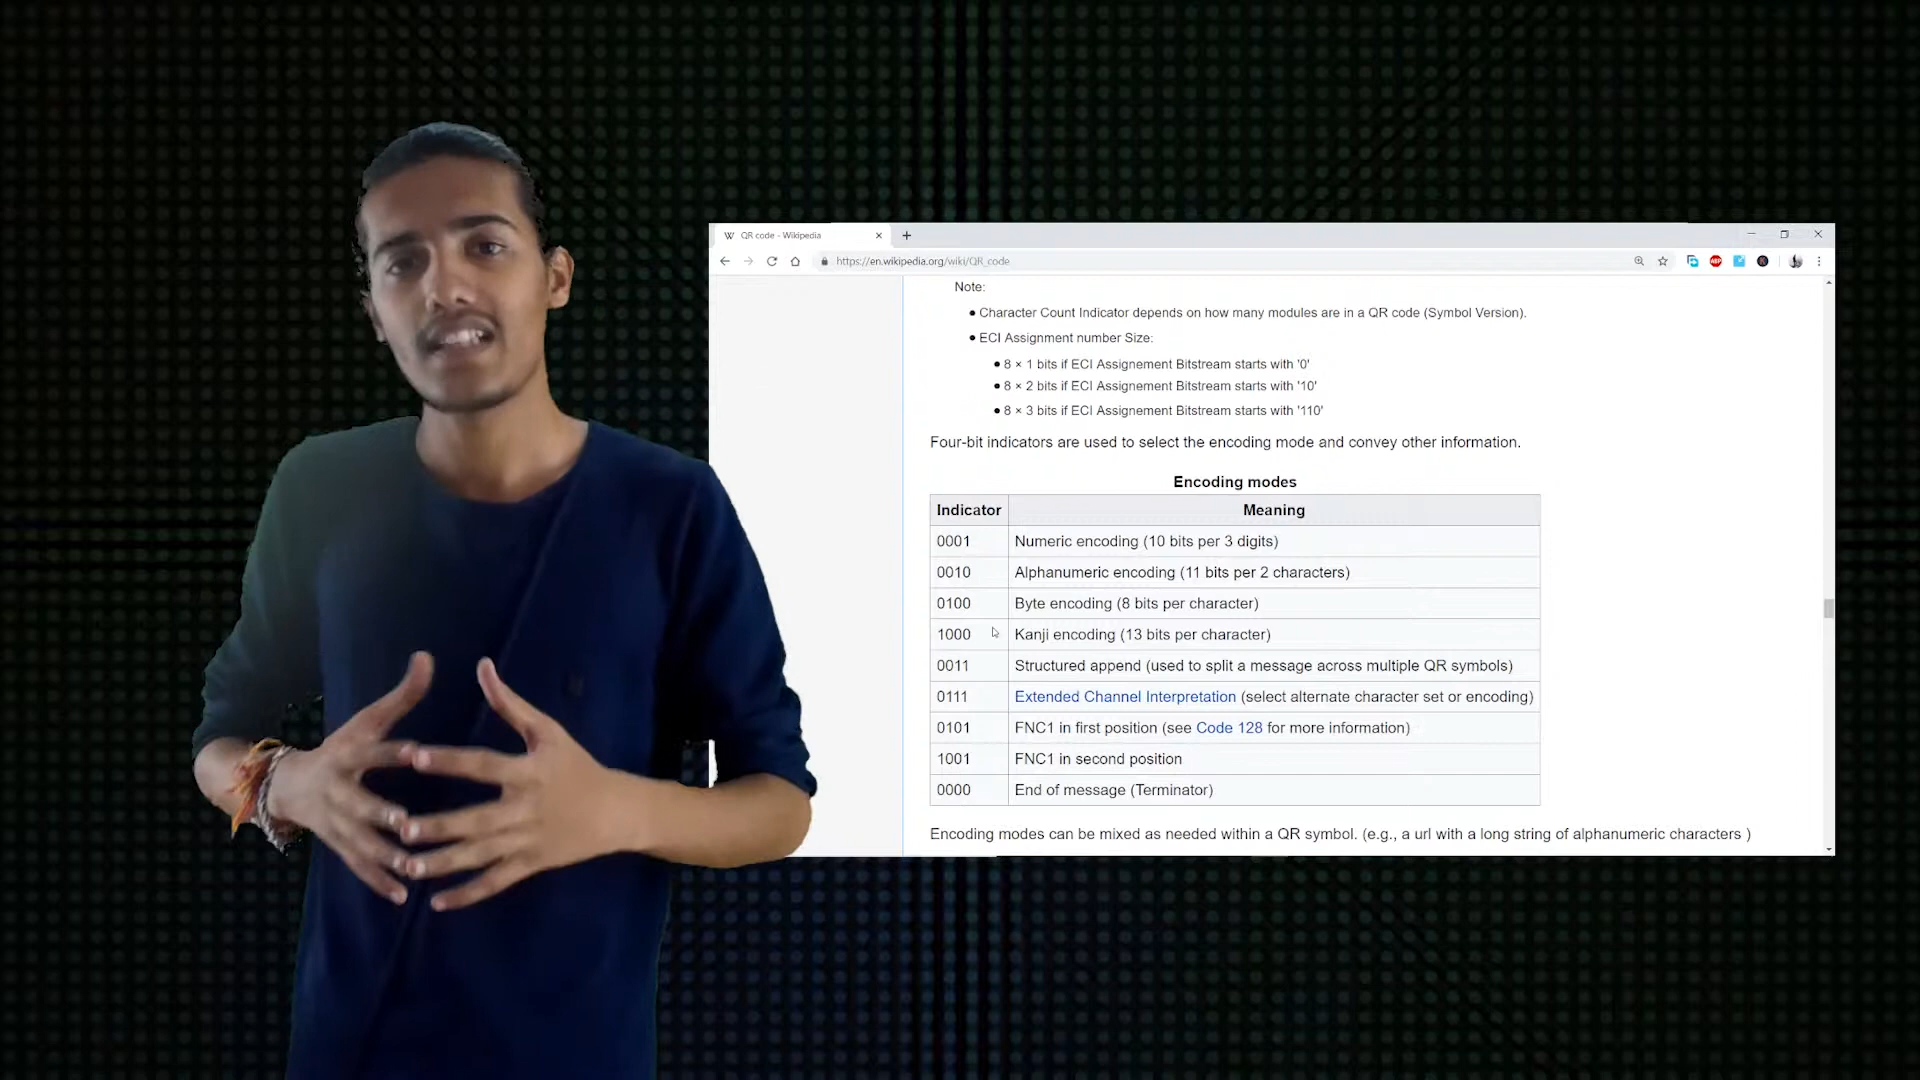 QR code - Wikipedia
https://en.wikipedia.org/wiki/QR_code
ABP
Note:
● Character Count Indicator depends on how many modules are in a QR code (Symbol Version).
● ECI Assignment number Size:
● 8 × 1 bits if ECI Assignement Bitstream starts with '0'
● 8 × 2 bits if ECI Assignement Bitstream starts with '10'
● 8 × 3 bits if ECI Assignement Bitstream starts with '110'
Four-bit indicators are used to select the encoding mode and convey other information.
Encoding modes
Indicator Meaning
0001 Numeric encoding (10 bits per 3 digits)
0010 Alphanumeric encoding (11 bits per 2 characters)
0100 Byte encoding (8 bits per character)
1000 Kanji encoding (13 bits per character)
0011 Structured append (used to split a message across multiple QR symbols)
0111 Extended Channel Interpretation (select alternate character set or encoding)
0101 FNC1 in first position (see Code 128 for more information)
1001 FNC1 in second position
0000 End of message (Terminator)
Encoding modes can be mixed as needed within a QR symbol. (e.g., a url with a long string of alphanumeric characters )